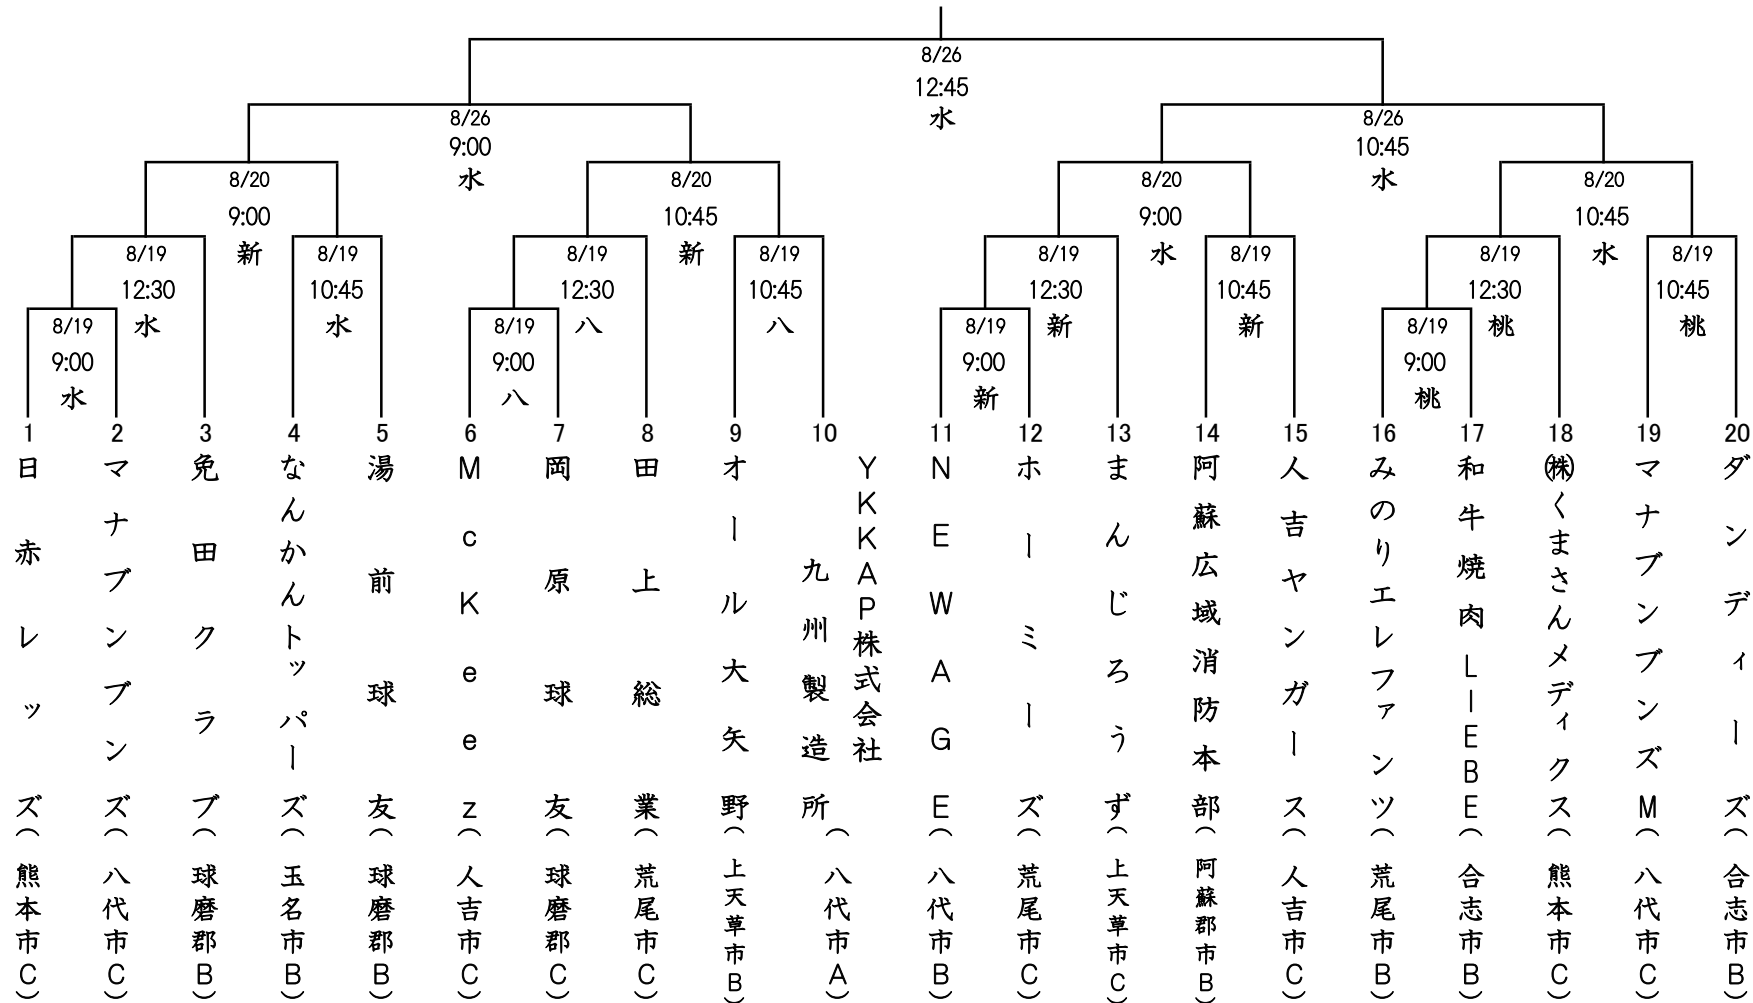 8/26
12:45
水
8/26
9:00
水
8/26
10:45
水
8/20
9:00
新
8/20
10:45
新
8/20
9:00
水
8/20
10:45
水
8/19
12:30
水
8/19
10:45
水
8/19
12:30
八
8/19
10:45
八
8/19
12:30
新
8/19
10:45
新
8/19
12:30
桃
8/19
10:45
桃
8/19
9:00
水
8/19
9:00
八
8/19
9:00
新
8/19
9:00
桃
1
日赤レッズ(熊本市C)
2
マナブンブンズ(八代市C)
3
免田クラブ(球磨郡B)
4
なんかんトッパーズ(玉名市B)
5
湯前球友(球磨郡B)
6
McKeez(人吉市C)
7
岡原球友(球磨郡C)
8
田上総業(荒尾市C)
9
オール大矢野(上天草市B)
10
YKKAP株式会社
九州製造所
(八代市A)
11
NEWAGE(八代市B)
12
ホーミーズ(荒尾市C)
13
まんじろうず(上天草市C)
14
阿蘇広域消防本部(阿蘇郡市B)
15
人吉ヤンガース(人吉市C)
16
みのりエレファンツ(荒尾市B)
17
和牛焼肉LIEBE(合志市B)
18
㈱くまさんメディクス(熊本市C)
19
マナブンブンズM(八代市C)
20
ダンディーズ(合志市B)